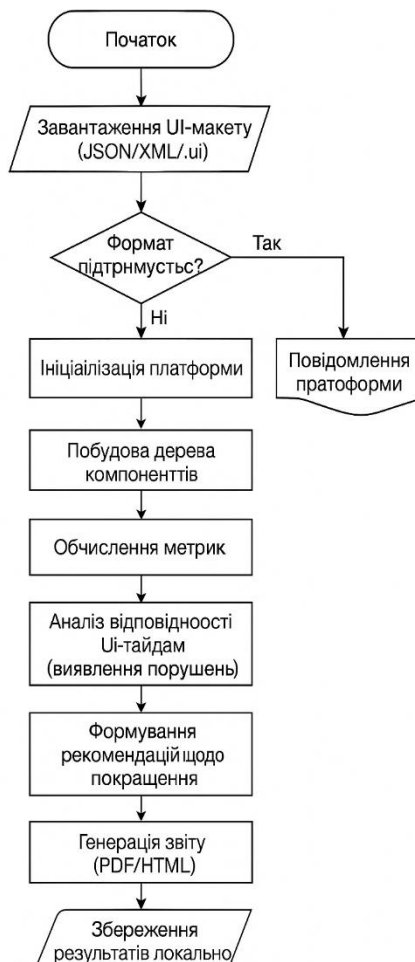 Початок
Завантаження UI-макету
(JSON/XML/.ui)
Формат
підтрнмустьс?
Так
Ні
Ініціаілізація платформи
Повідомлення
пратоформи
Побудова дерева
компоненттів
Обчислення метрик
Аналіз відповідноості
Ui-тайдам
(виявлення порушень)
Формування
рекомендацій щодо
покращення
Генерація звіту
(PDF/HTML)
Збереження
результатів локально